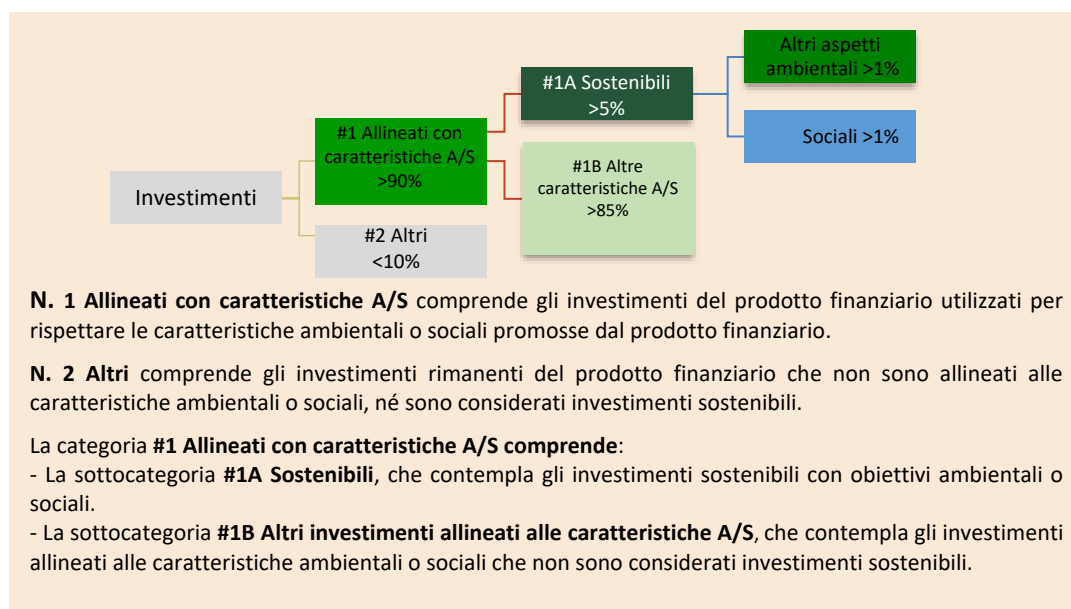 Altri aspetti
ambientali >1%
#1A Sostenibili
>5%
#1 Allineati con
caratteristiche A/S
>90%
Sociali >1%
#1B Altre
caratteristiche A/S
>85%
Investimenti
#2 Altri
<10%
N. 1 Allineati con caratteristiche A/S comprende gli investimenti del prodotto finanziario utilizzati per
rispettare le caratteristiche ambientali o sociali promosse dal prodotto finanziario.
N. 2 Altri comprende gli investimenti rimanenti del prodotto finanziario che non sono allineati alle
caratteristiche ambientali o sociali, né sono considerati investimenti sostenibili.
La categoria #1 Allineati con caratteristiche A/S comprende:
- La sottocategoria #1A Sostenibili, che contempla gli investimenti sostenibili con obiettivi ambientali o
sociali.
- La sottocategoria #1B Altri investimenti allineati alle caratteristiche A/S, che contempla gli investimenti
allineati alle caratteristiche ambientali o sociali che non sono considerati investimenti sostenibili.